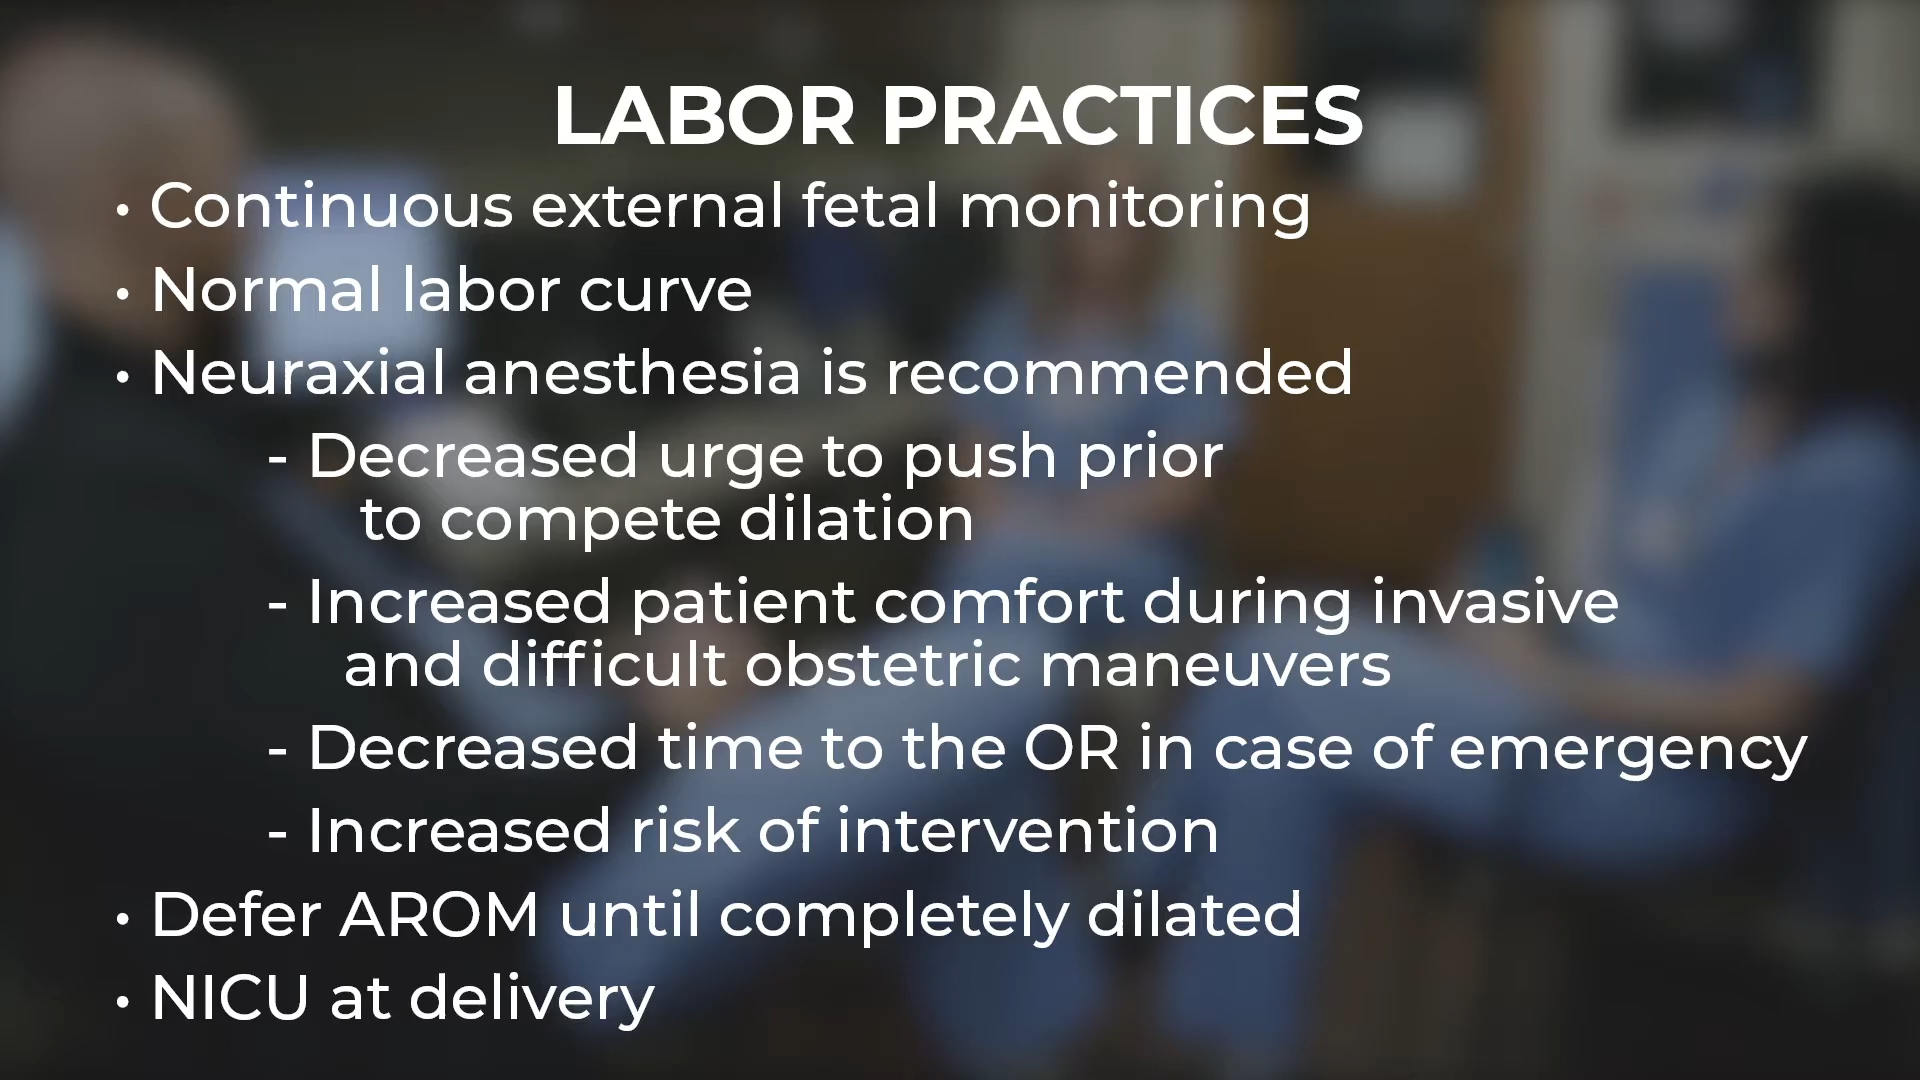 LABOR PRACTICES
• Continuous external fetal monitoring
• Normal labor curve
• Neuraxial anesthesia is recommended
- Decreased urge to push prior
to compete dilation
- Increased patient comfort during invasive
and difficult obstetric maneuvers
- Decreased time to the OR in case of emergency
- Increased risk of intervention
• Defer AROM until completely dilated
• NICU at delivery